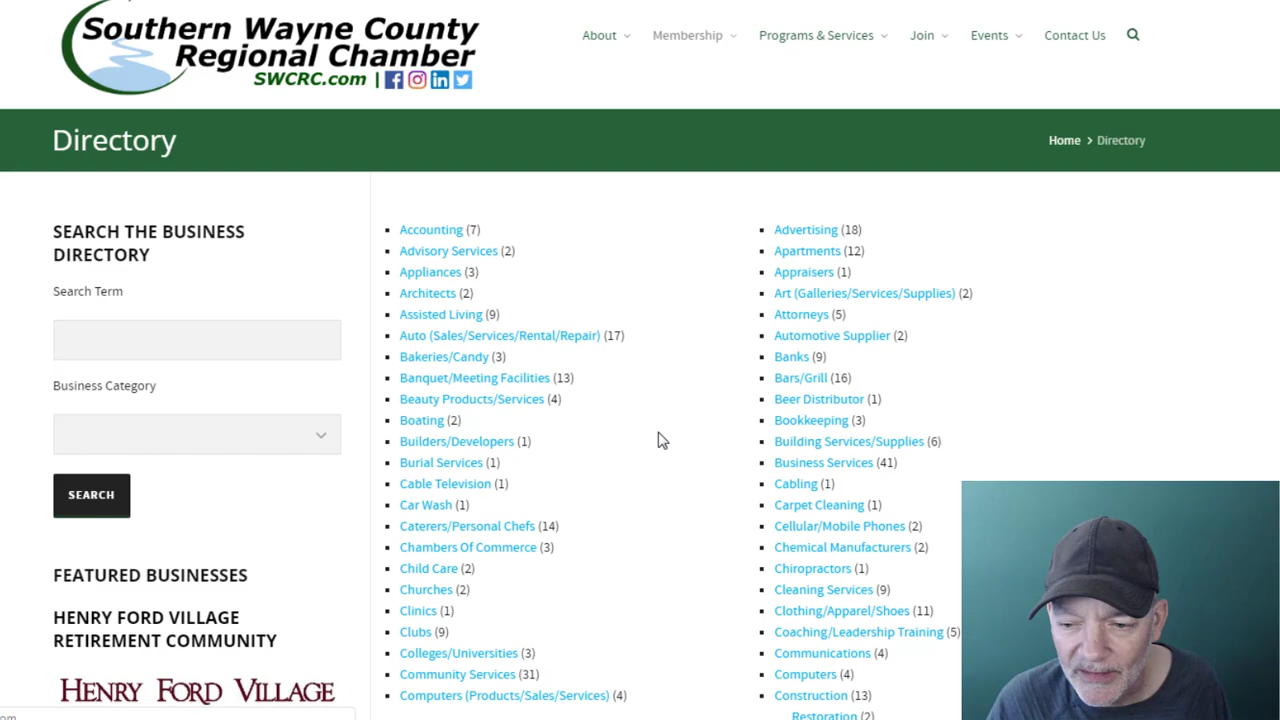 Southern Wayne County
Regional Chamber
SWCRC.com |
About
Membership
Programs & Services
Join
Events
Contact Us
Directory
Home > Directory
SEARCH THE BUSINESS
DIRECTORY
Search Term
Business Category
SEARCH
FEATURED BUSINESSES
HENRY FORD VILLAGE
RETIREMENT COMMUNITY
HENRY FORD VILLAGE
Accounting (7)
Advisory Services (2)
Appliances (3)
Architects (2)
Assisted Living (9)
Auto (Sales/Services/Rental/Repair) (17)
Bakeries/Candy (3)
Banquet/Meeting Facilities (13)
Beauty Products/Services (4)
Boating (2)
Builders/Developers (1)
Burial Services (1)
Cable Television (1)
Car Wash (1)
Caterers/Personal Chefs (14)
Chambers Of Commerce (3)
Child Care (2)
Churches (2)
Clinics (1)
Clubs (9)
Colleges/Universities (3)
Community Services (31)
Computers (Products/Sales/Services) (4)
Advertising (18)
Apartments (12)
Appraisers (1)
Art (Galleries/Services/Supplies) (2)
Attorneys (5)
Automotive Supplier (2)
Banks (9)
Bars/Grill (16)
Beer Distributor (1)
Bookkeeping (3)
Building Services/Supplies (6)
Business Services (41)
Cabling (1)
Carpet Cleaning (1)
Cellular/Mobile Phones (2)
Chemical Manufacturers (2)
Chiropractors (1)
Cleaning Services (9)
Clothing/Apparel/Shoes (11)
Coaching/Leadership Training (5)
Communications (4)
Computers (4)
Construction (13)
Restoration (2)